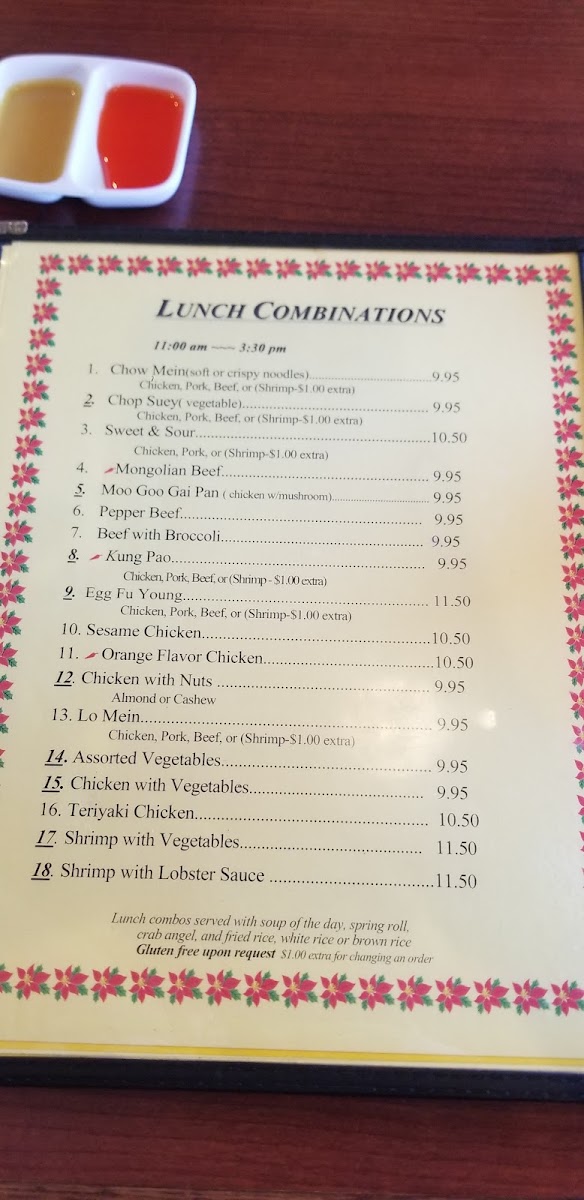 LUNCH COMBINATIONS
11:00 am ~~~ 3:30 pm
1. Chow Mein(soft or crispy noodles)..........9.95
Chicken, Pork, Beef, or (Shrimp-$1.00 extra)
2. Chop Suey( vegetable)..........9.95
Chicken, Pork, Beef, or (Shrimp-$1.00 extra)
3. Sweet & Sour..........10.50
Chicken, Pork, or (Shrimp-$1.00 extra)
4. Mongolian Beef..........9.95
5. Moo Goo Gai Pan ( chicken w/mushroom)..........9.95
6. Pepper Beef..........9.95
7. Beef with Broccoli..........9.95
8. Kung Pao..........9.95
Chicken, Pork, Beef, or (Shrimp - $1.00 extra)
9. Egg Fu Young..........11.50
Chicken, Pork, Beef, or (Shrimp-$1.00 extra)
10. Sesame Chicken..........10.50
11. Orange Flavor Chicken..........10.50
12. Chicken with Nuts ..........9.95
Almond or Cashew
13. Lo Mein..........9.95
Chicken, Pork, Beef, or (Shrimp-$1.00 extra)
14. Assorted Vegetables..........9.95
15. Chicken with Vegetables..........9.95
16. Teriyaki Chicken..........10.50
17. Shrimp with Vegetables..........11.50
18. Shrimp with Lobster Sauce ..........11.50
Lunch combos served with soup of the day, spring roll,
crab angel, and fried rice, white rice or brown rice
Gluten free upon request $1.00 extra for changing an order